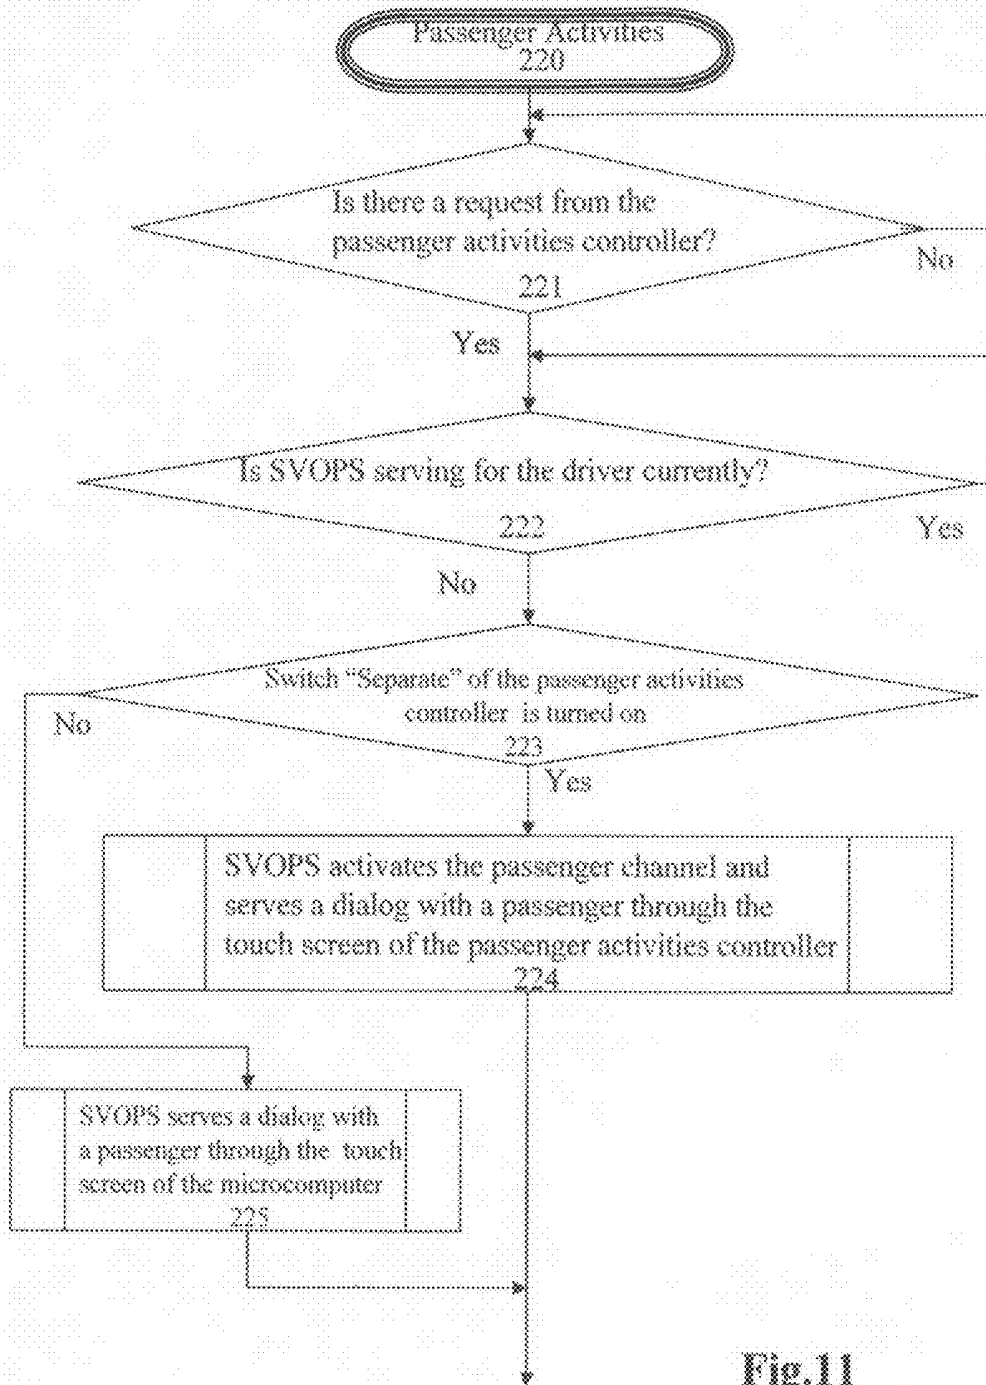 Passenger Activities
220
Is there a request from the
passenger activities controller?
221
No
Yes
Is SVOPS serving for the driver currently?
222
Yes
No
Switch “Separate” of the passenger activities
controller is turned on
223
No
Yes
SVOPS activates the passenger channel and
serves a dialog with a passenger through the
touch screen of the passenger activities controller
224
SVOPS serves a dialog with
a passenger through the touch
screen of the microcomputer
225
Fig.11